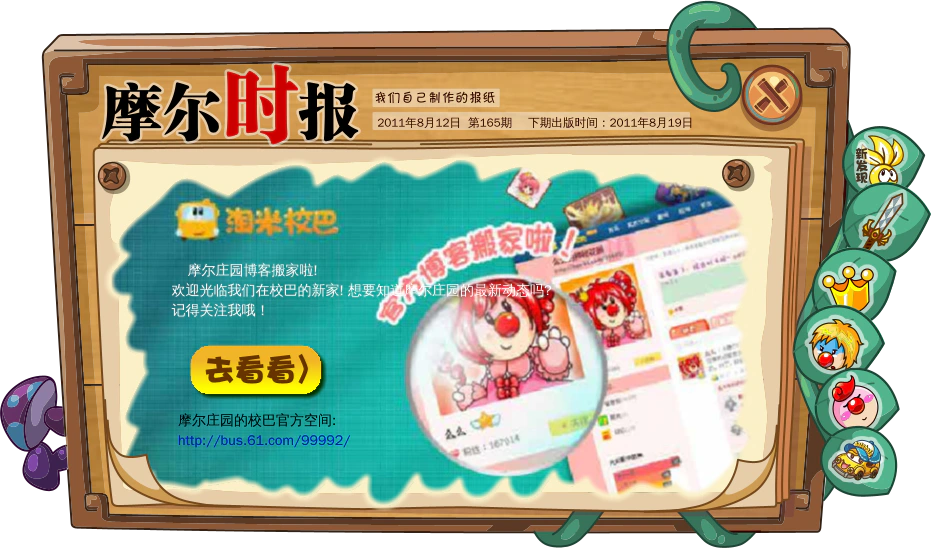 摩尔时报
我们自己制作的报纸
2011年8月12日 第165期 下期出版时间：2011年8月19日
新发现
淘米校巴
官方博客搬家啦！
摩尔庄园博客搬家啦!
欢迎光临我们在校巴的新家! 想要知道摩尔庄园的最新动态吗?
记得关注我哦！
去看看》
摩尔庄园的校巴官方空间:
http://bus.61.com/99992/